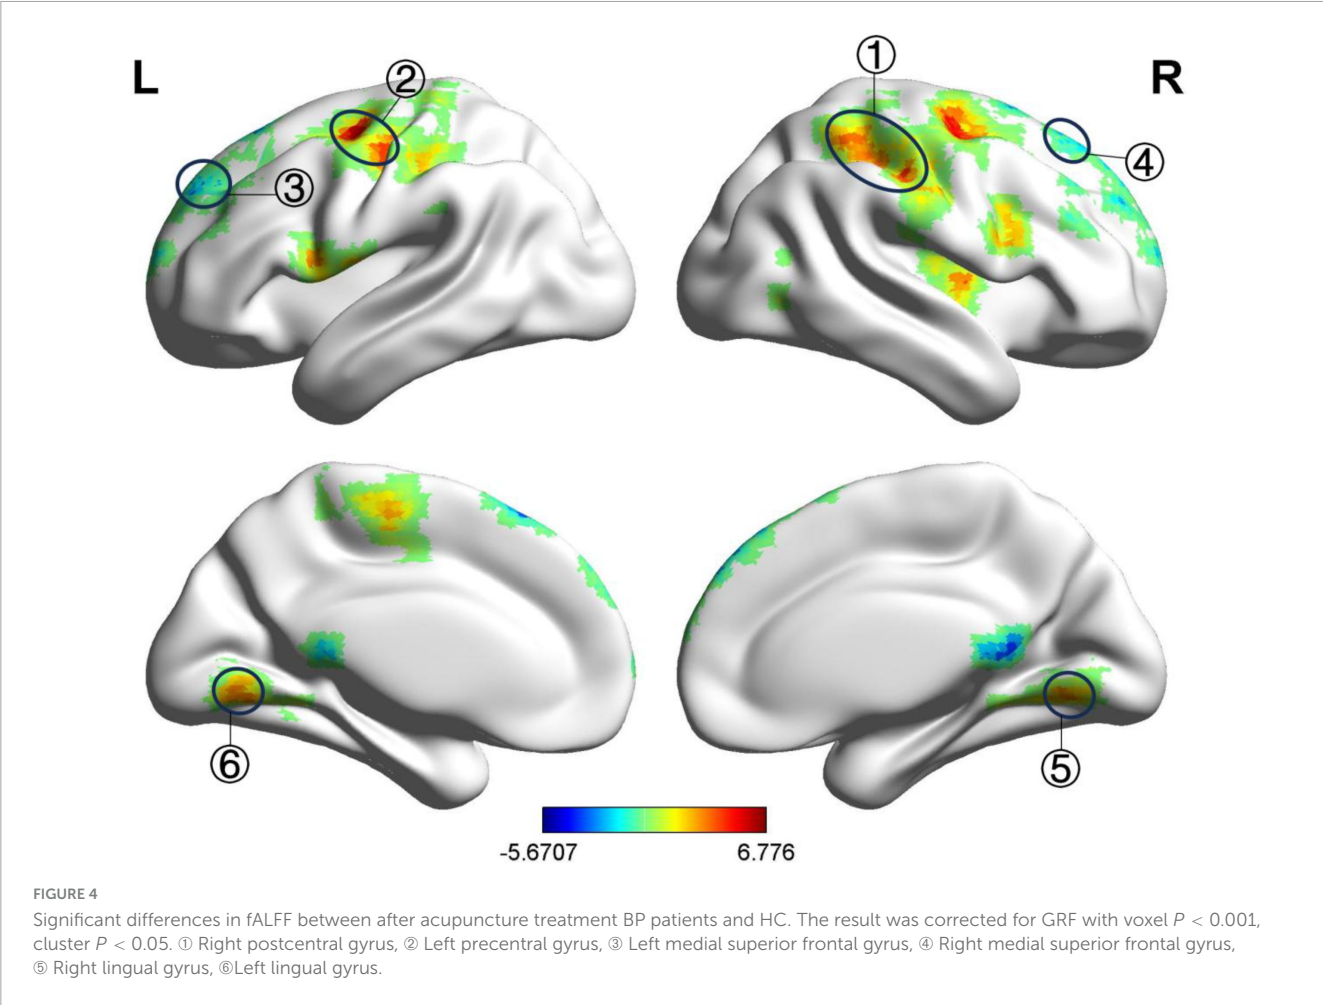 L
②
①
R
③
④
⑥
⑤
-5.6707
6.776
FIGURE 4
Significant differences in fALFF between after acupuncture treatment BP patients and HC. The result was corrected for GRF with voxel P < 0.001,
cluster P < 0.05. ① Right postcentral gyrus, ② Left precentral gyrus, ③ Left medial superior frontal gyrus, ④ Right medial superior frontal gyrus,
⑤ Right lingual gyrus, ⑥Left lingual gyrus.